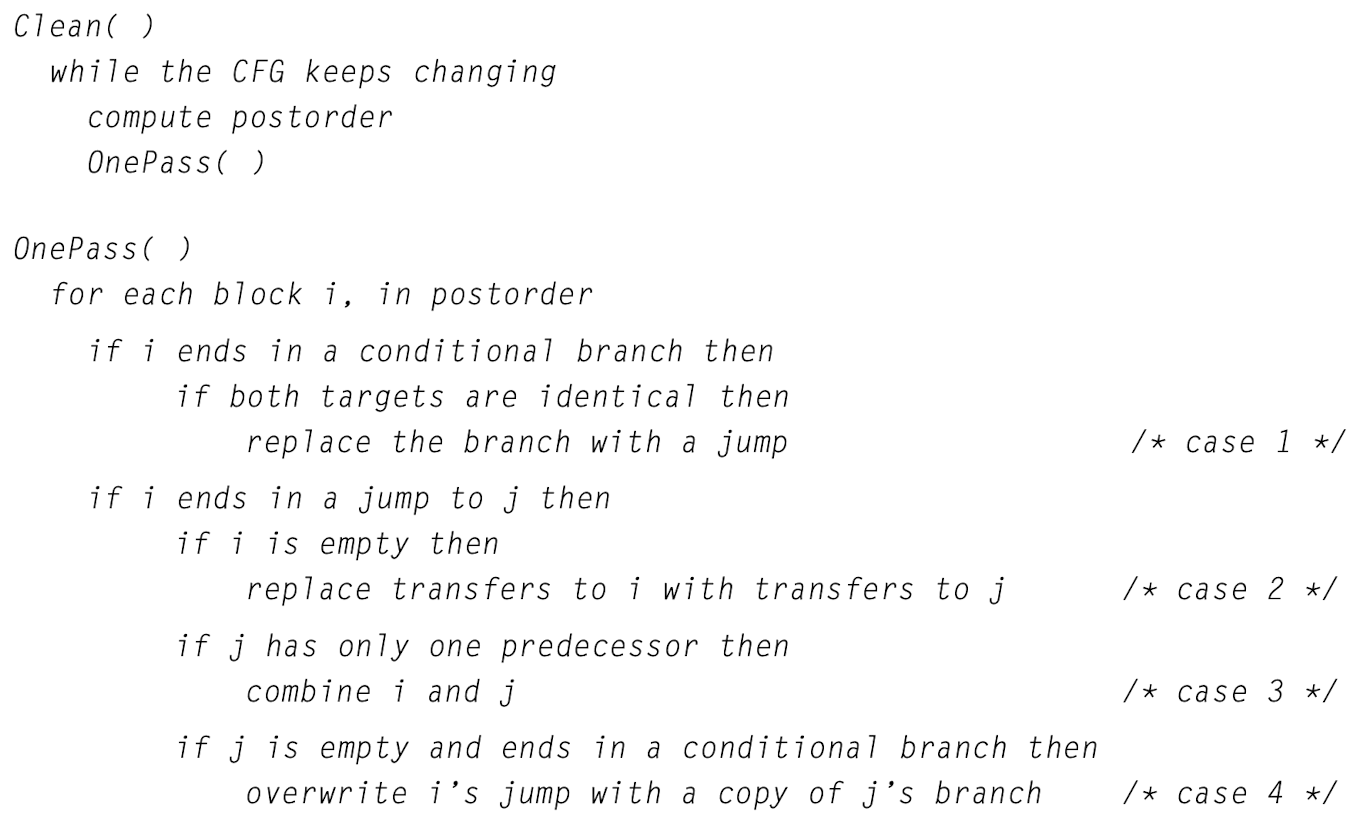 Clean( )
while the CFG keeps changing
compute postorder
OnePass( )
OnePass( )
for each block i, in postorder
if i ends in a conditional branch then
if both targets are identical then
replace the branch with a jump /* case 1 */
if i ends in a jump to j then
if i is empty then
replace transfers to i with transfers to j /* case 2 */
if j has only one predecessor then
combine i and j /* case 3 */
if j is empty and ends in a conditional branch then
overwrite i’s jump with a copy of j’s branch /* case 4 */